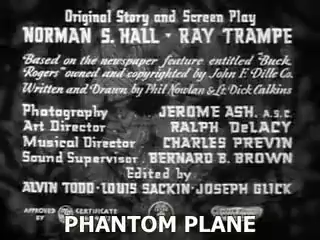 Original Story and Screen Play
NORMAN S. HALL - RAY TRAMPE
Based on the newspaper feature entitled "Buck
Rogers" owned and copyrighted by John F. Dille Co.
Written and Drawn by Phil Nowlan & Lt. Dick Calkins
Photography JEROME ASH, A.S.C.
Art Director RALPH DeLACY
Musical Director CHARLES PREVIN
Sound Supervisor BERNARD B. BROWN
Edited by
ALVIN TODD - LOUIS SACKIN - JOSEPH GLICK
APPROVED CERTIFICATE
PHANTOM PLANE